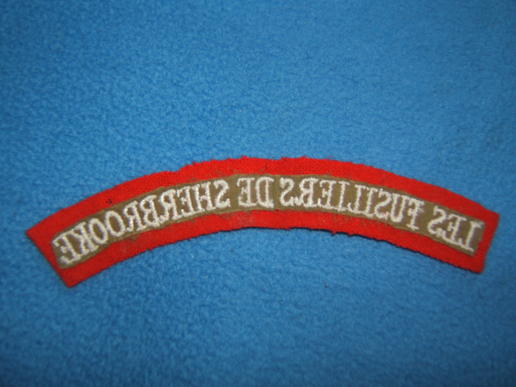 LES FUSILIERS DE SHERBROOKE